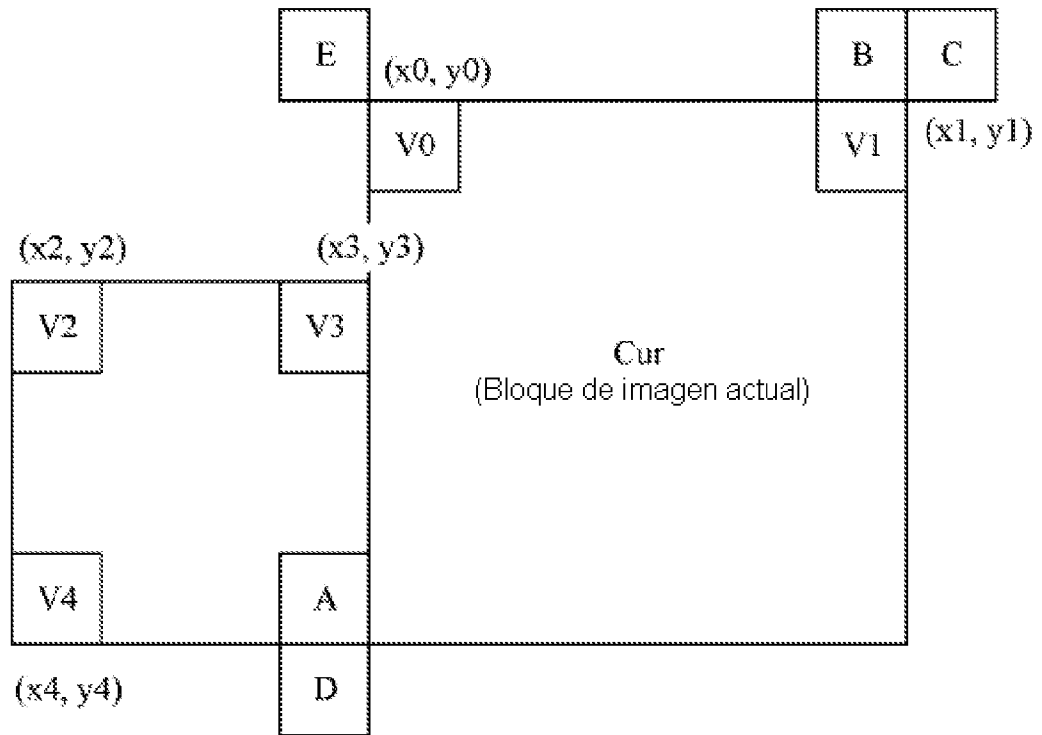 E
B
C
(x0, y0)
V0
V1
(x1, y1)
(x2, y2)
(x3, y3)
V2
V3
Cur
(Bloque de imagen actual)
V4
A
(x4, y4)
D